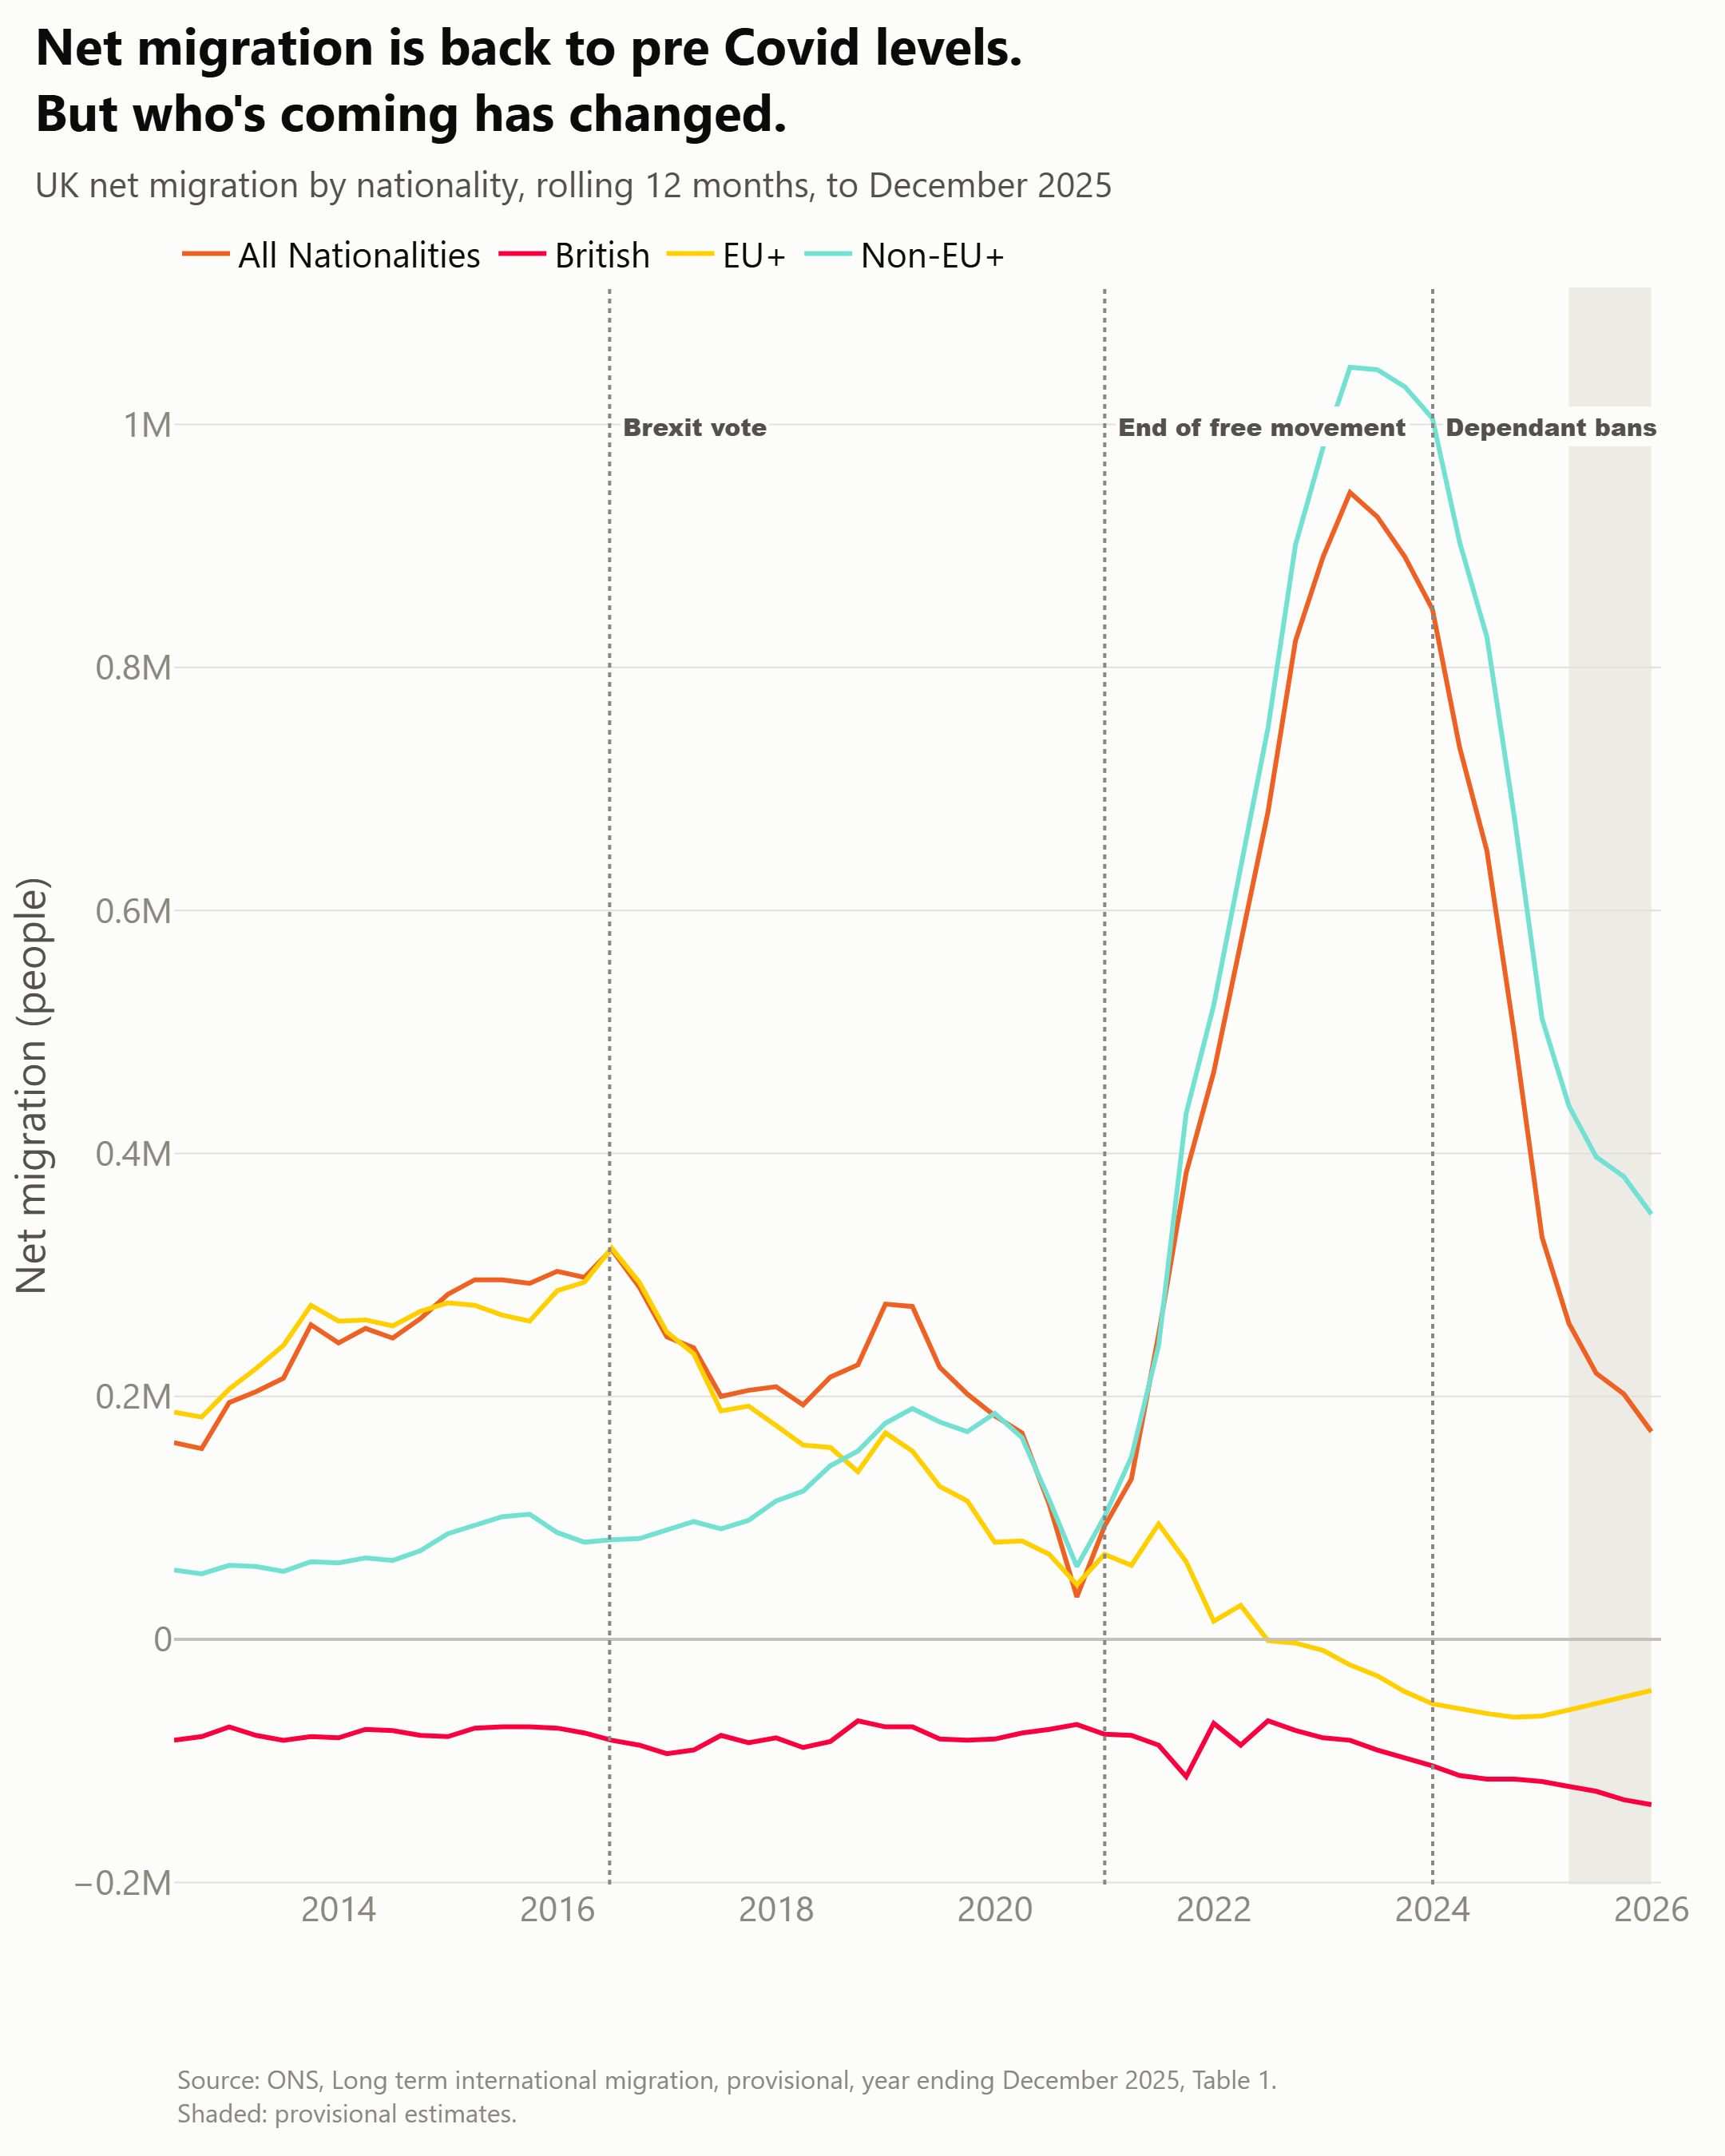 Net migration is back to pre Covid levels.
But who's coming has changed.
UK net migration by nationality, rolling 12 months, to December 2025
All Nationalities British EU+ Non-EU+
Brexit vote
End of free movement
Dependant bans
Net migration (people)
1M
0.8M
0.6M
0.4M
0.2M
0
−0.2M
2014 2016 2018 2020 2022 2024 2026
Source: ONS, Long term international migration, provisional, year ending December 2025, Table 1.
Shaded: provisional estimates.